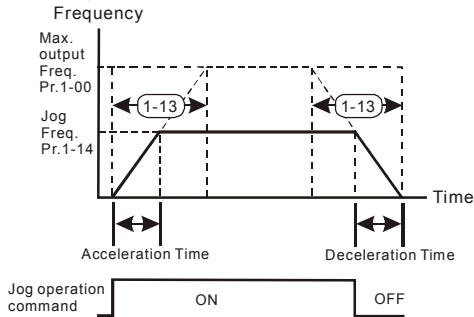 Frequency
Max.
output
Freq.
Pr.1-00
1-13
1-13
Jog
Freq.
Pr.1-14
Time
Acceleration Time
Deceleration Time
Jog operation
command
ON
OFF